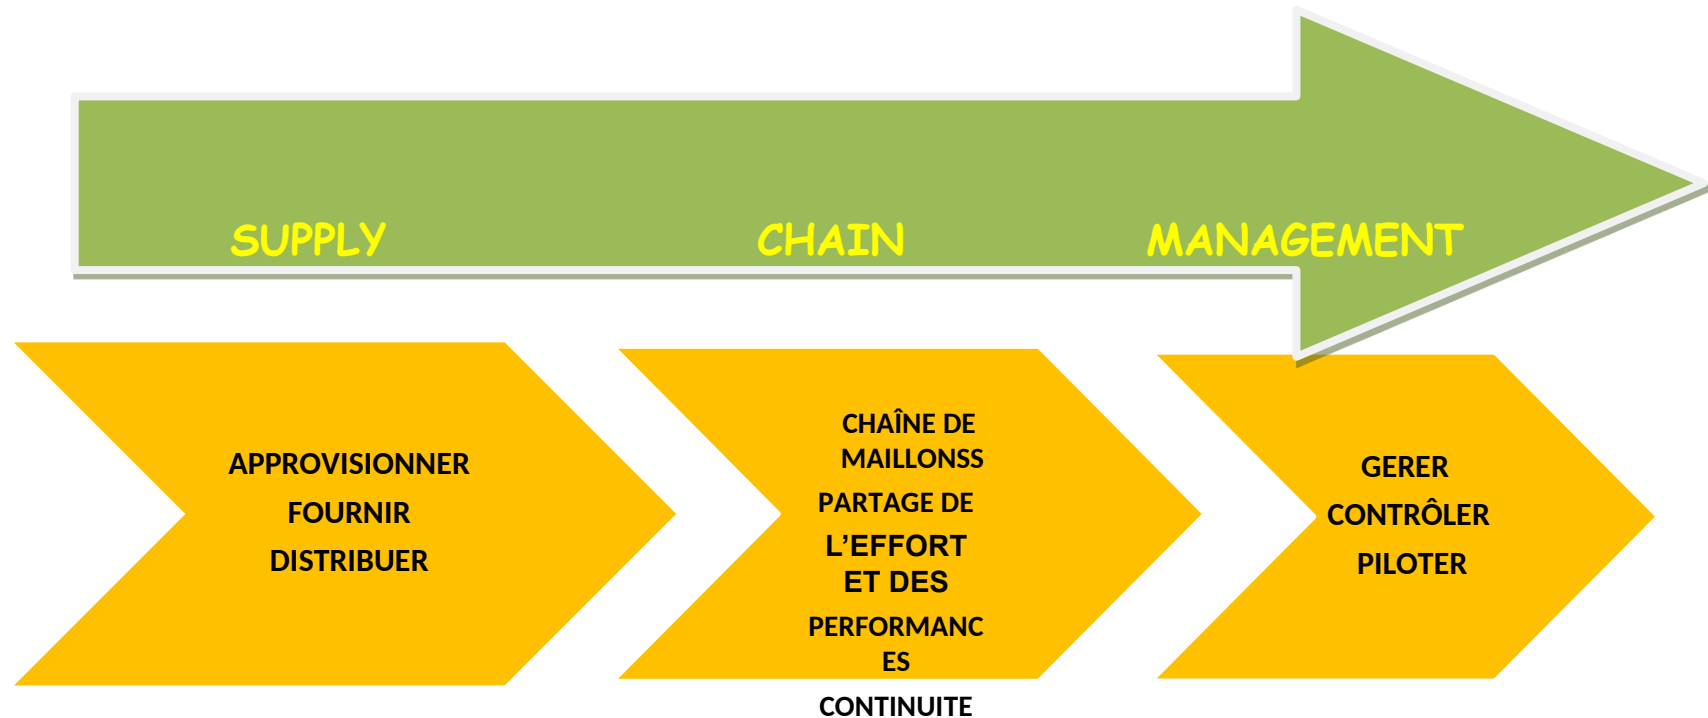 SUPPLY CHAIN MANAGEMENT
APPROVISIONNER
FOURNIR
DISTRIBUER
CHAÎNE DE
MAILLONSS
PARTAGE DE
L’EFFORT
ET DES
PERFORMANC
ES
CONTINUITE
GERER
CONTRÔLER
PILOTER